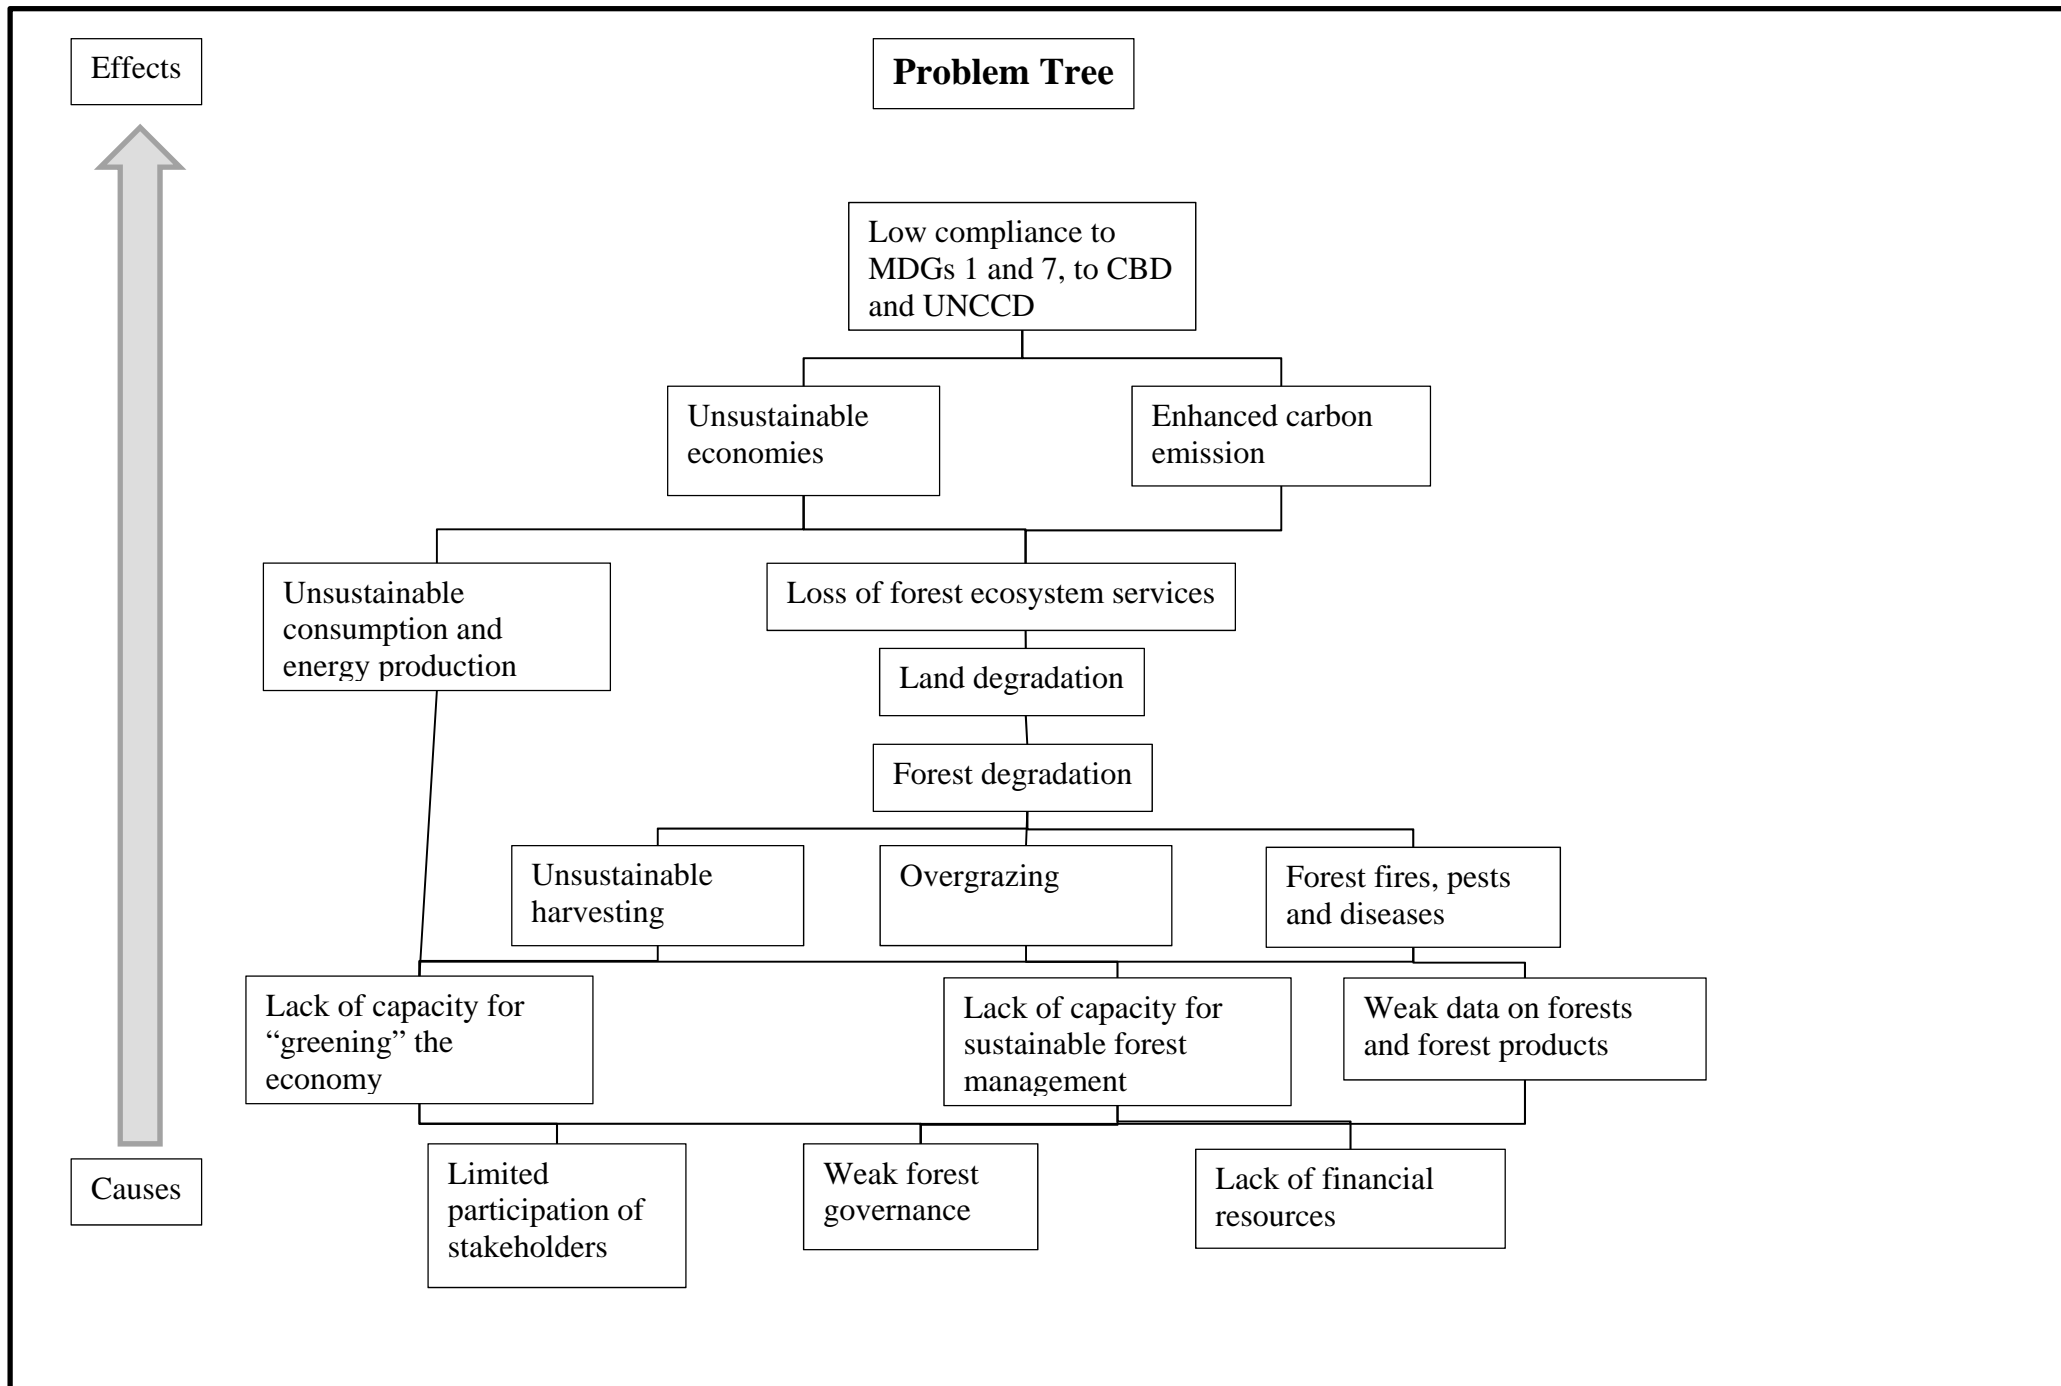 Effects
Problem Tree
Low compliance to
MDGs 1 and 7, to CBD
and UNCCD
Unsustainable
economies
Enhanced carbon
emission
Unsustainable
consumption and
energy production
Loss of forest ecosystem services
Land degradation
Forest degradation
Unsustainable
harvesting
Overgrazing
Forest fires, pests
and diseases
Lack of capacity for
“greening” the
economy
Lack of capacity for
sustainable forest
management
Weak data on forests
and forest products
Causes
Limited
participation of
stakeholders
Weak forest
governance
Lack of financial
resources